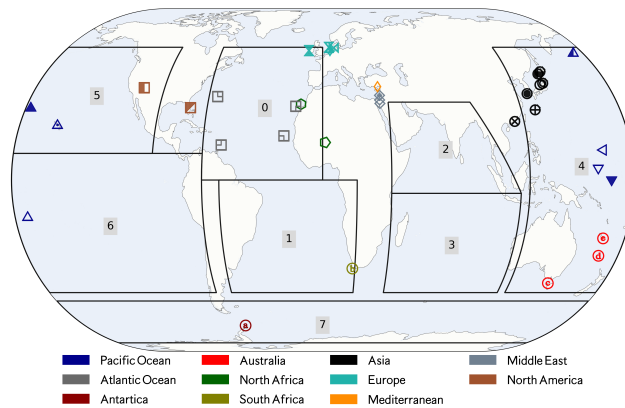 5
0
2
4
6
1
3
e
d
b
c
a
7
Pacific Ocean
Australia
Asia
Middle East
Atlantic Ocean
North Africa
Europe
North America
Antartica
South Africa
Mediterranean